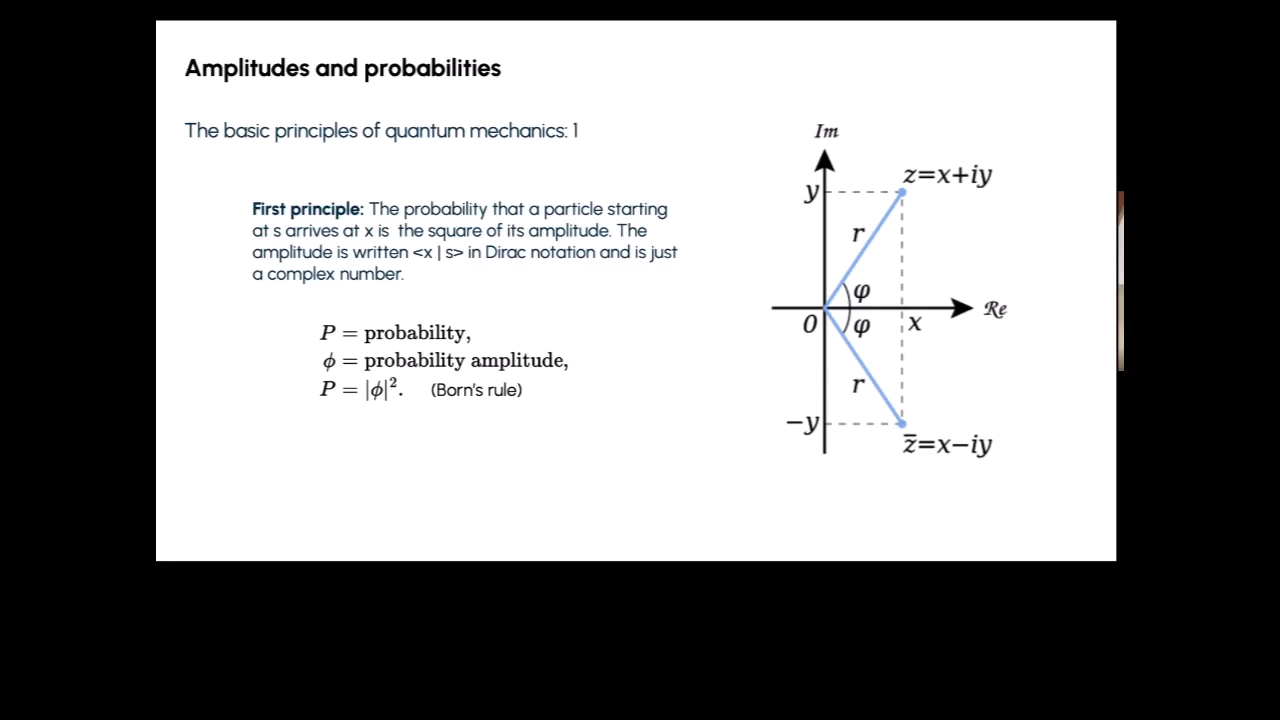 Amplitudes and probabilities
The basic principles of quantum mechanics: 1
First principle: The probability that a particle starting
at s arrives at x is the square of its amplitude. The
amplitude is written <x | s> in Dirac notation and is just
a complex number.
P = probability,
ϕ = probability amplitude,
P = |ϕ|². (Born's rule)
Im
z=x+iy
y
r
φ
Re
0
φ
x
r
−y
z̅=x−iy